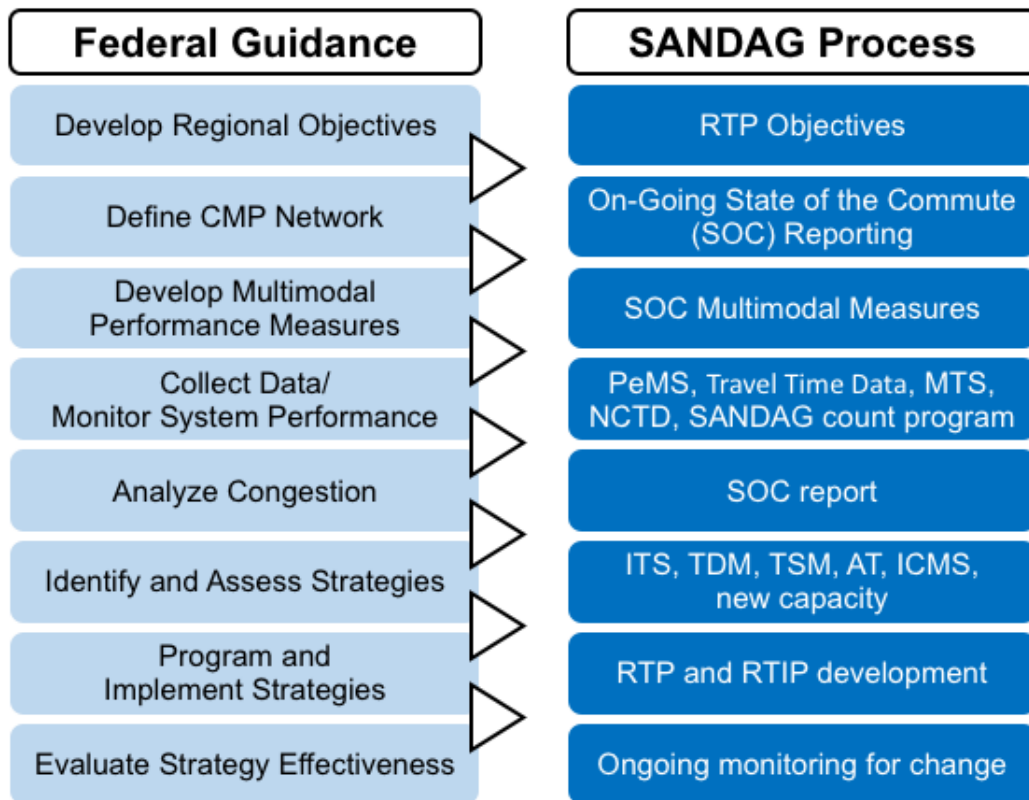 Federal Guidance
SANDAG Process
Develop Regional Objectives
RTP Objectives
Define CMP Network
On-Going State of the Commute
(SOC) Reporting
Develop Multimodal
Performance Measures
SOC Multimodal Measures
Collect Data/
Monitor System Performance
PeMS, Travel Time Data, MTS,
NCTD, SANDAG count program
Analyze Congestion
SOC report
Identify and Assess Strategies
ITS, TDM, TSM, AT, ICMS,
new capacity
Program and
Implement Strategies
RTP and RTIP development
Evaluate Strategy Effectiveness
Ongoing monitoring for change